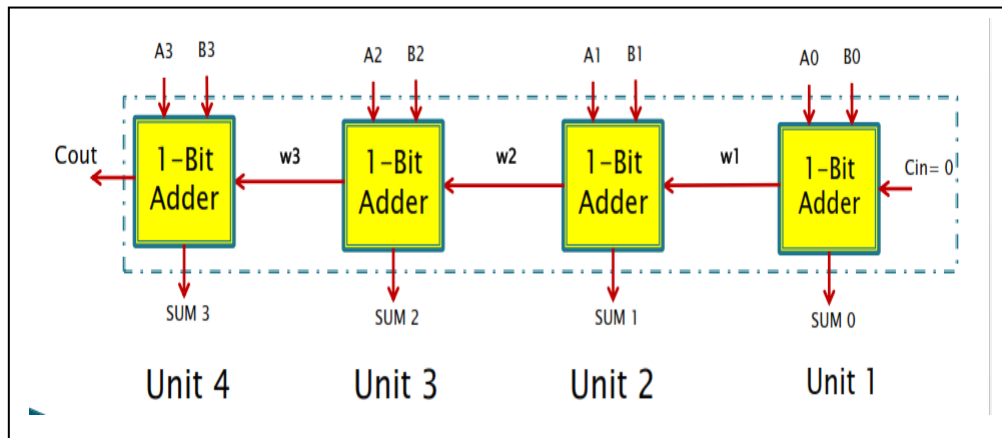 A3 B3 A2 B2 A1 B1 A0 B0
Cout 1-Bit Adder w3 1-Bit Adder w2 1-Bit Adder w1 1-Bit Adder Cin= 0
SUM 3 SUM 2 SUM 1 SUM 0
Unit 4 Unit 3 Unit 2 Unit 1